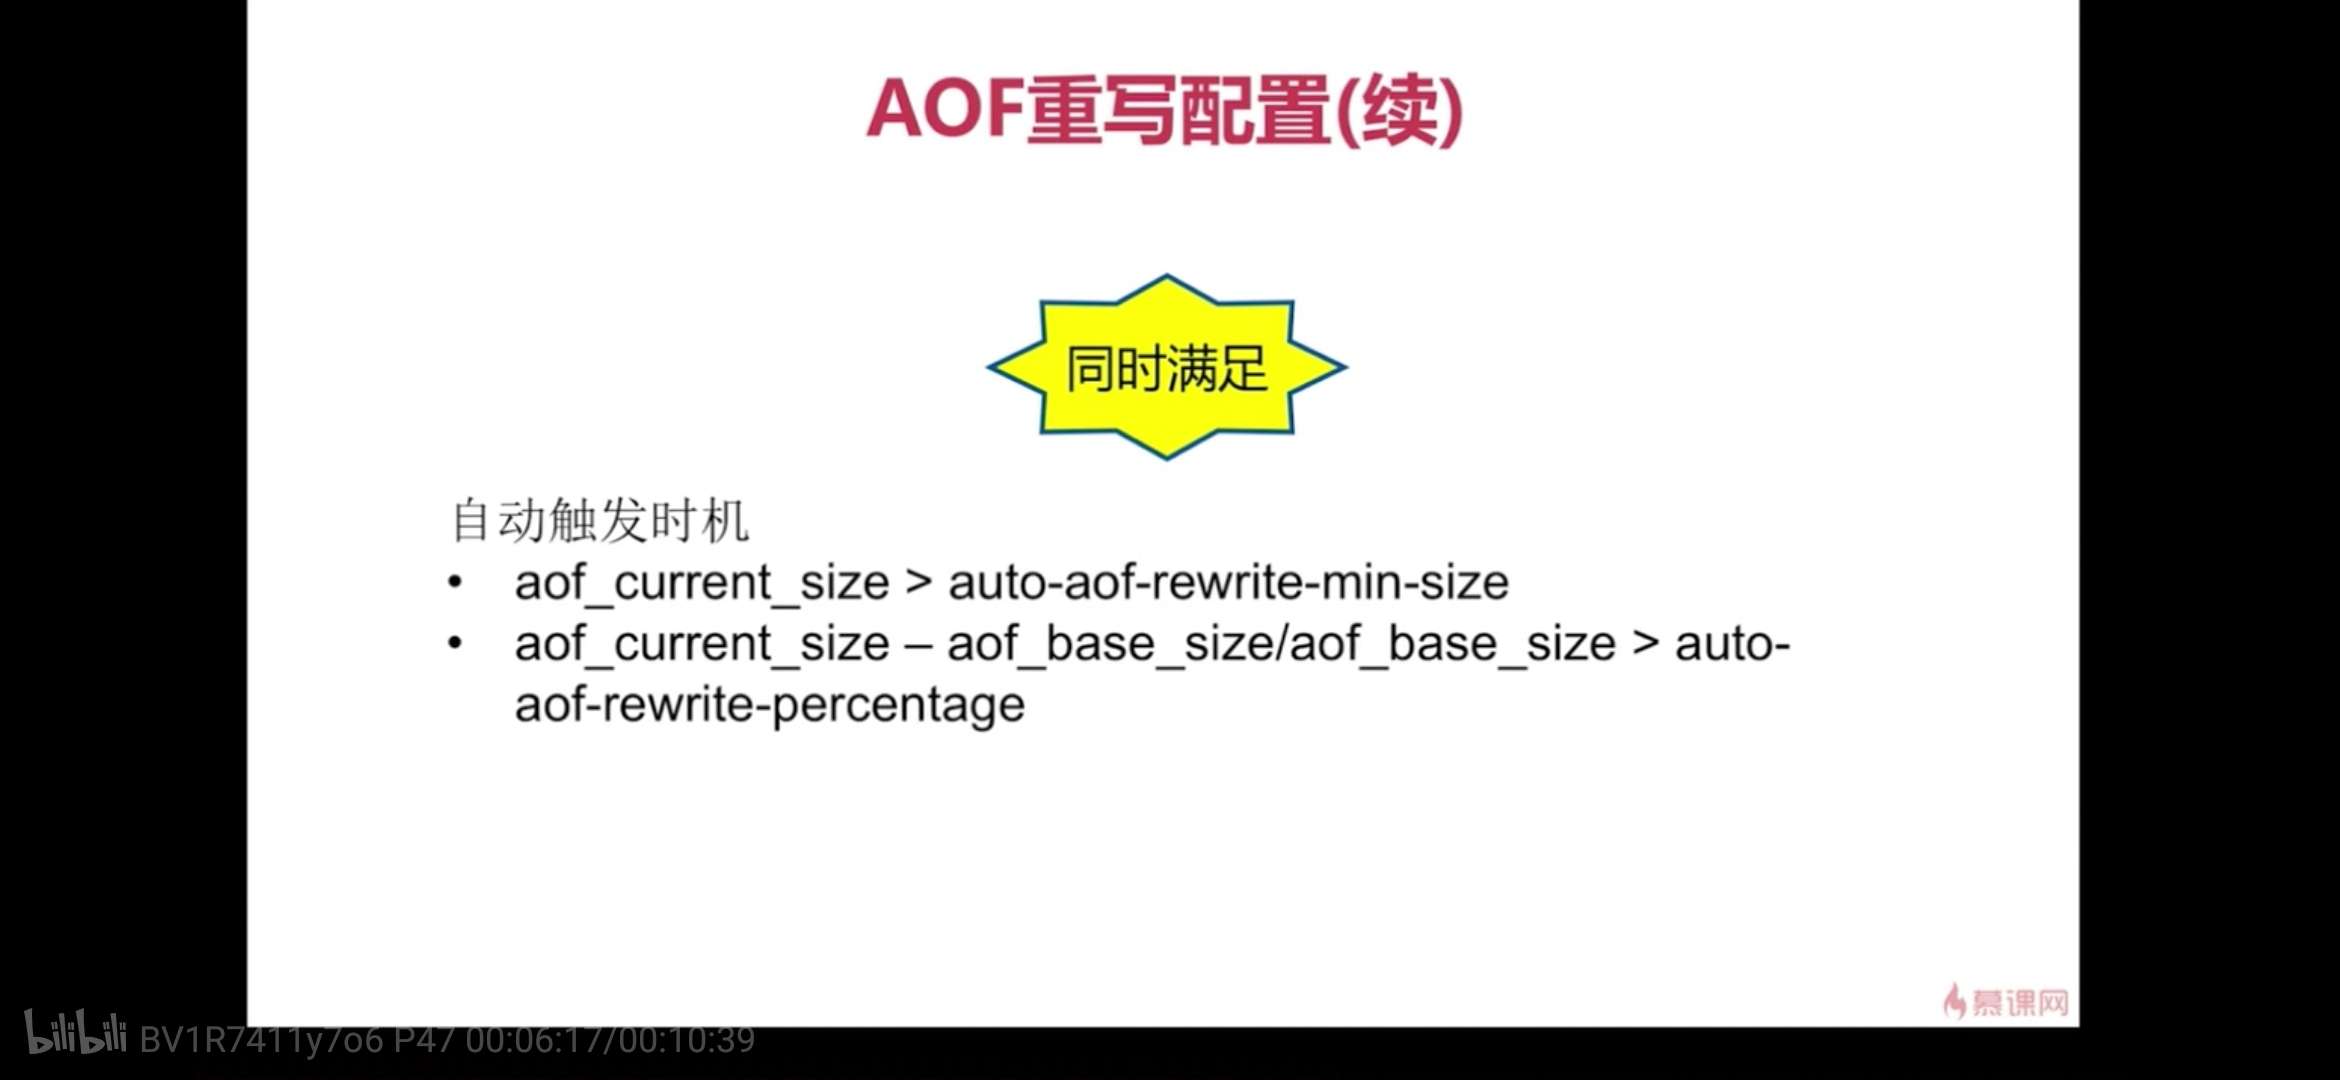 AOF重写配置(续)
同时满足
自动触发时机
• aof_current_size > auto-aof-rewrite-min-size
• aof_current_size – aof_base_size/aof_base_size > auto-
aof-rewrite-percentage
慕课网
bilibili BV1R7411y7o6 P47 00:06:17/00:10:39